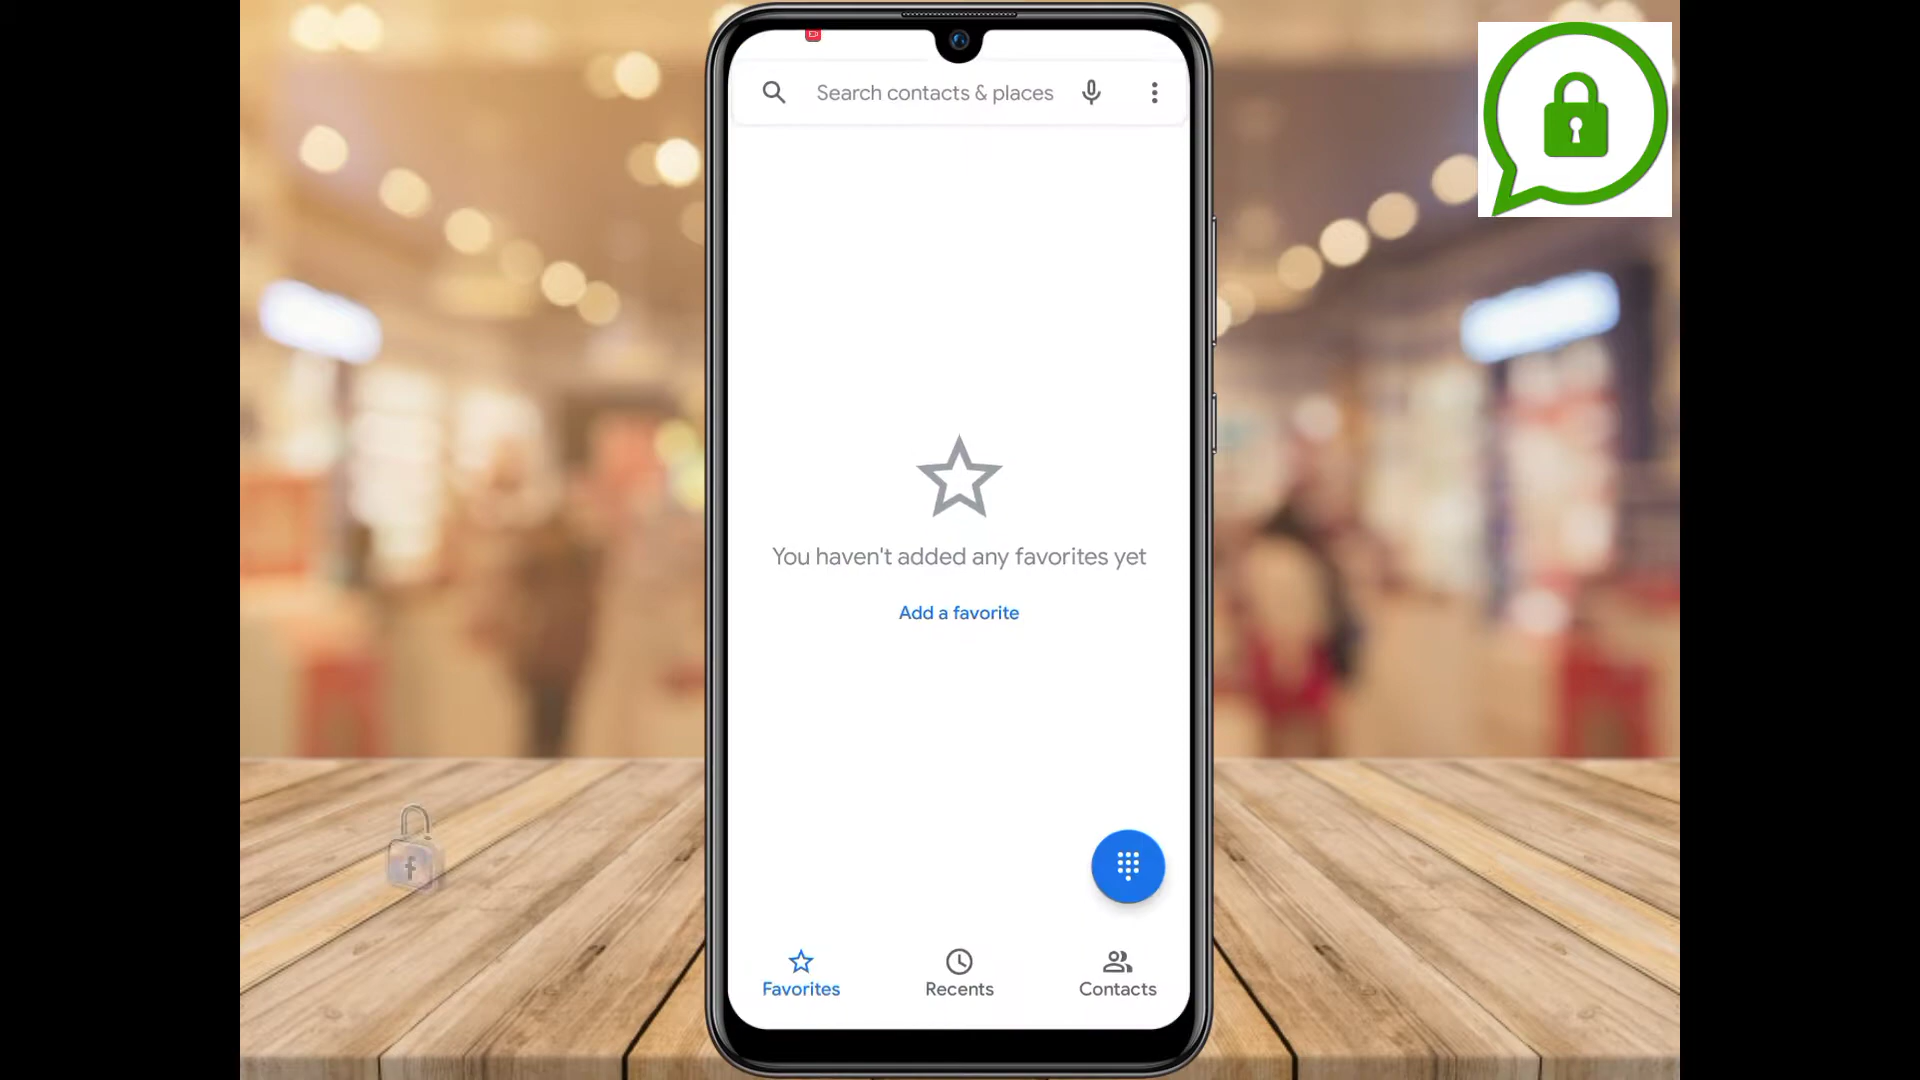 Search contacts & places
You haven't added any favorites yet
Add a favorite
Favorites
Recents
Contacts